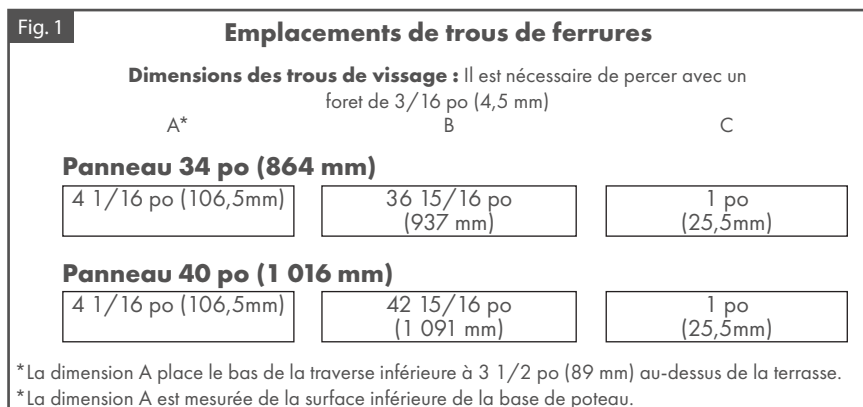 Fig. 1
Emplacements de trous de ferrures
Dimensions des trous de vissage : Il est nécessaire de percer avec un
foret de 3/16 po (4,5 mm)
A* B C
Panneau 34 po (864 mm)
4 1/16 po (106,5mm) 36 15/16 po 1 po
(937 mm) (25,5mm)
Panneau 40 po (1 016 mm)
4 1/16 po (106,5mm) 42 15/16 po 1 po
(1 091 mm) (25,5mm)
*La dimension A place le bas de la traverse inférieure à 3 1/2 po (89 mm) au-dessus de la terrasse.
*La dimension A est mesurée de la surface inférieure de la base de poteau.